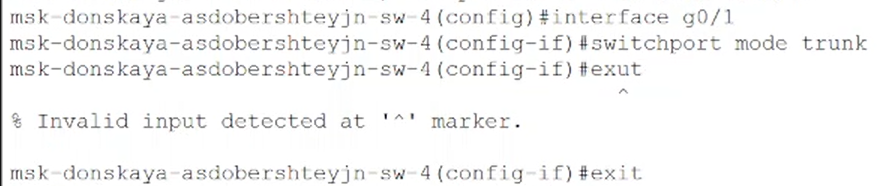 msk-donskaya-asdobershteyjn-sw-4(config)#interface g0/1
msk-donskaya-asdobershteyjn-sw-4(config-if)#switchport mode trunk
msk-donskaya-asdobershteyjn-sw-4(config-if)#exut
^
% Invalid input detected at '^' marker.
msk-donskaya-asdobershteyjn-sw-4(config-if)#exit